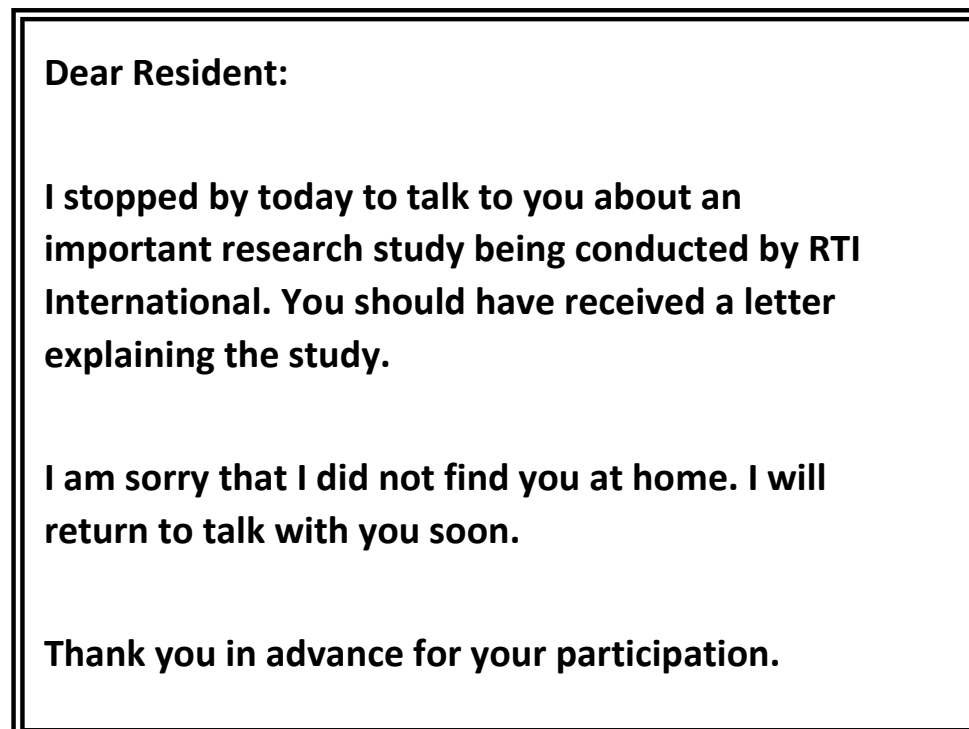 Dear Resident:
I stopped by today to talk to you about an
important research study being conducted by RTI
International. You should have received a letter
explaining the study.
I am sorry that I did not find you at home. I will
return to talk with you soon.
Thank you in advance for your participation.